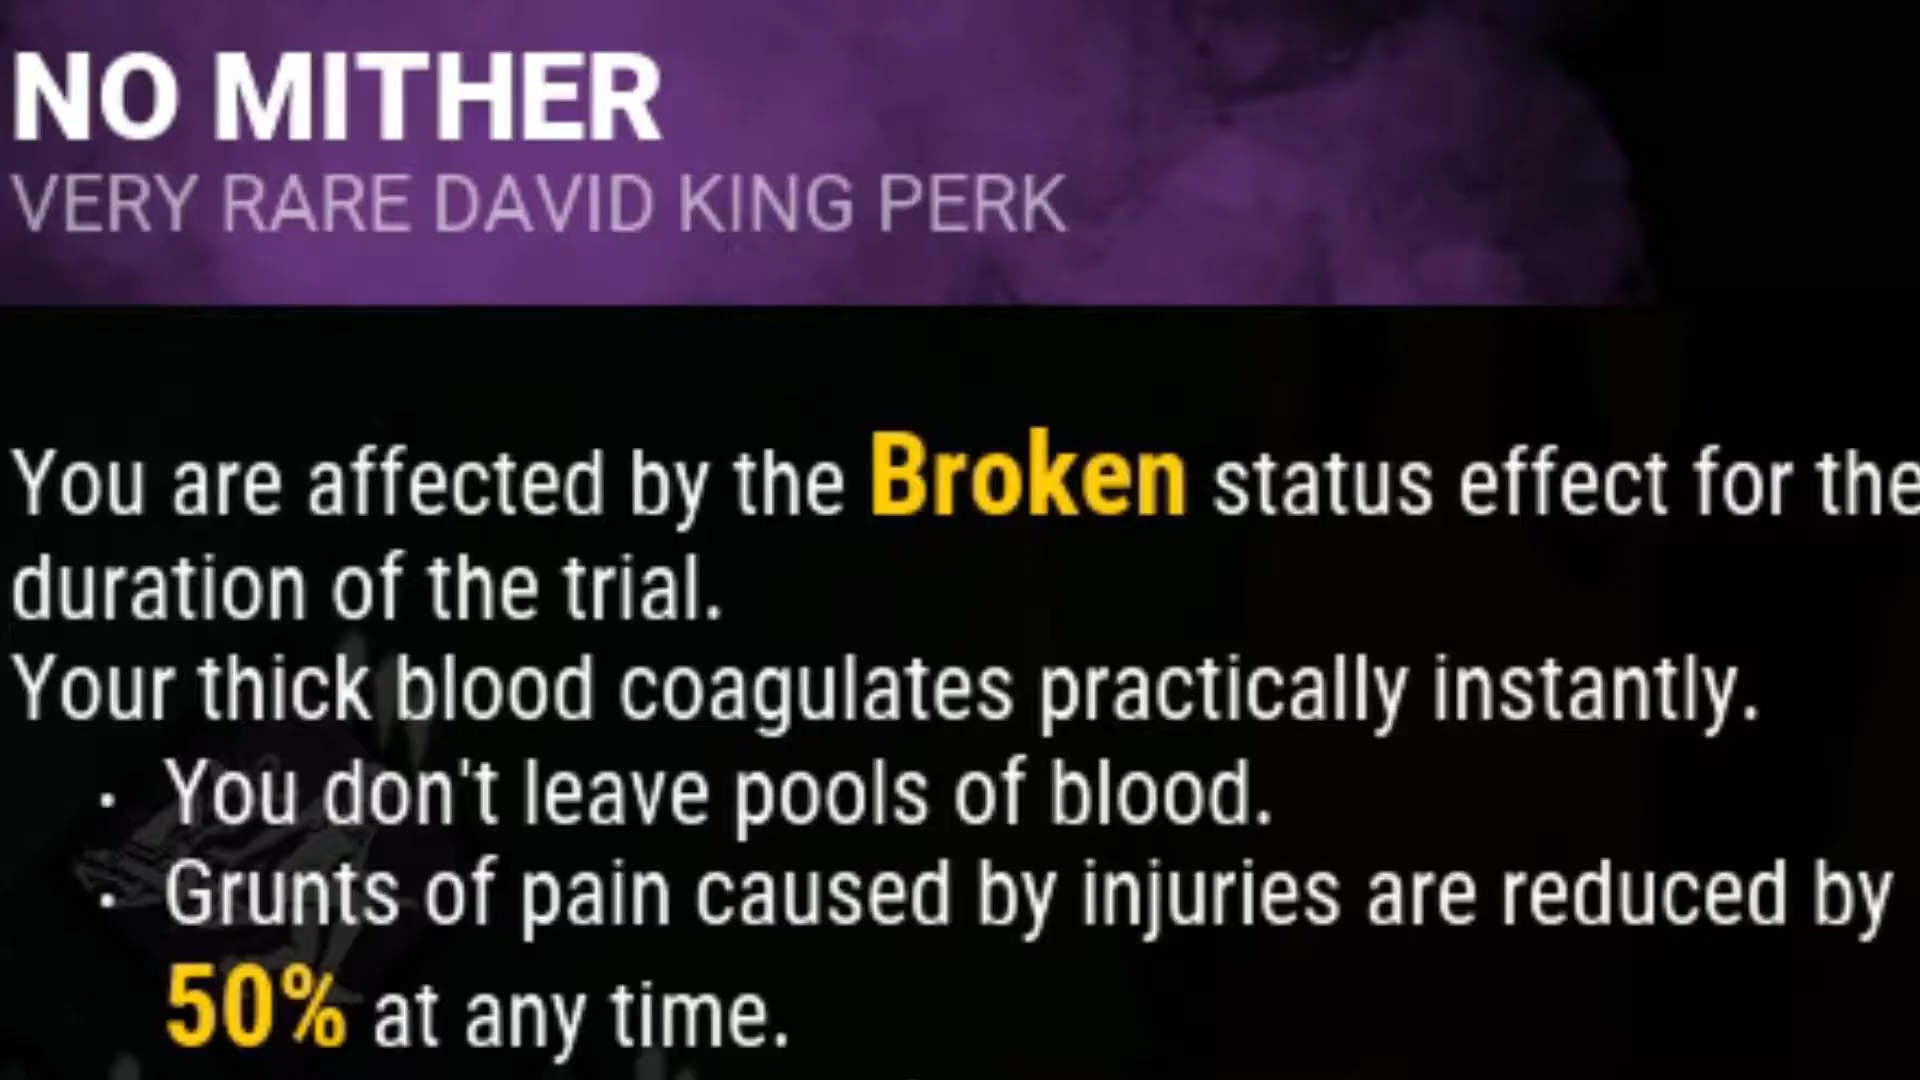 NO MITHER
VERY RARE DAVID KING PERK
You are affected by the Broken status effect for the
duration of the trial.
Your thick blood coagulates practically instantly.
· You don't leave pools of blood.
· Grunts of pain caused by injuries are reduced by
50% at any time.